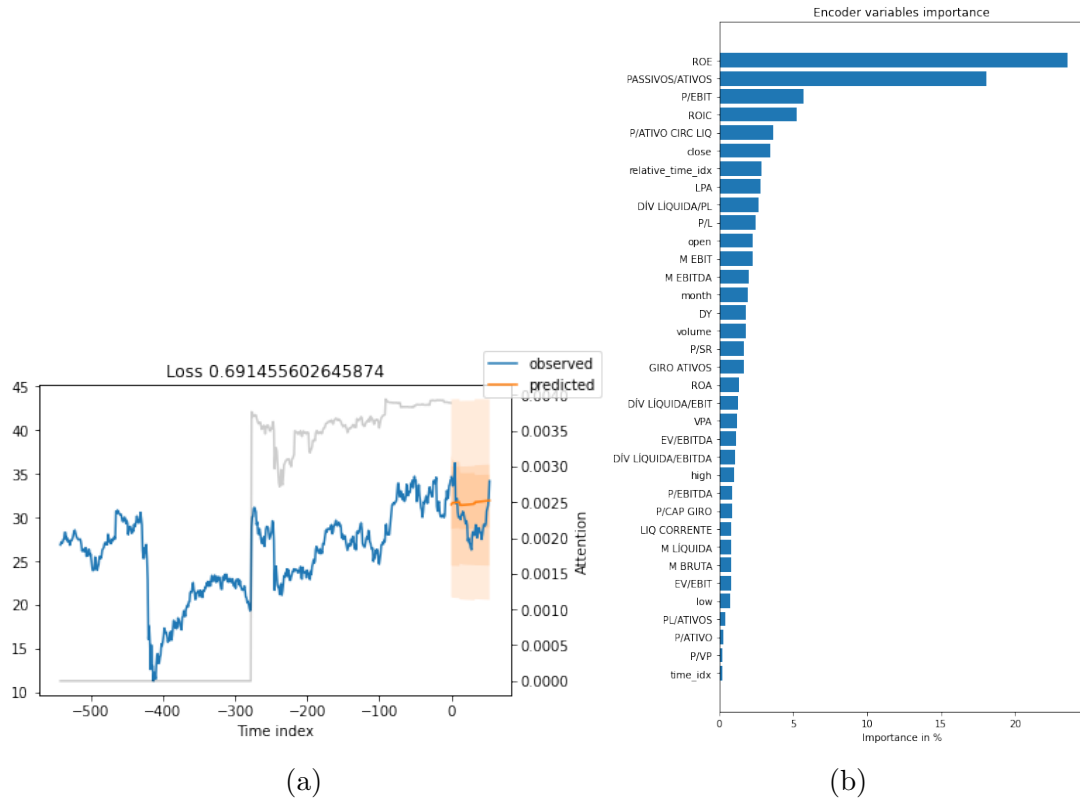 Loss 0.691455602645874
observed
predicted
45
40
35
30
25
20
15
10
0.0040
0.0035
0.0030
0.0025
0.0020
0.0015
0.0010
0.0005
0.0000
Attention
−500
−400
−300
−200
−100
0
Time index
(a)
Encoder variables importance
ROE
PASSIVOS/ATIVOS
P/EBIT
ROIC
P/ATIVO CIRC LIQ
close
relative_time_idx
LPA
DÍV LÍQUIDA/PL
P/L
open
M EBIT
M EBITDA
month
DY
volume
P/SR
GIRO ATIVOS
ROA
DÍV LÍQUIDA/EBIT
VPA
EV/EBITDA
DÍV LÍQUIDA/EBITDA
high
P/EBITDA
P/CAP GIRO
LIQ CORRENTE
M LÍQUIDA
M BRUTA
EV/EBIT
low
PL/ATIVOS
P/ATIVO
P/VP
time_idx
0
5
10
15
20
Importance in %
(b)